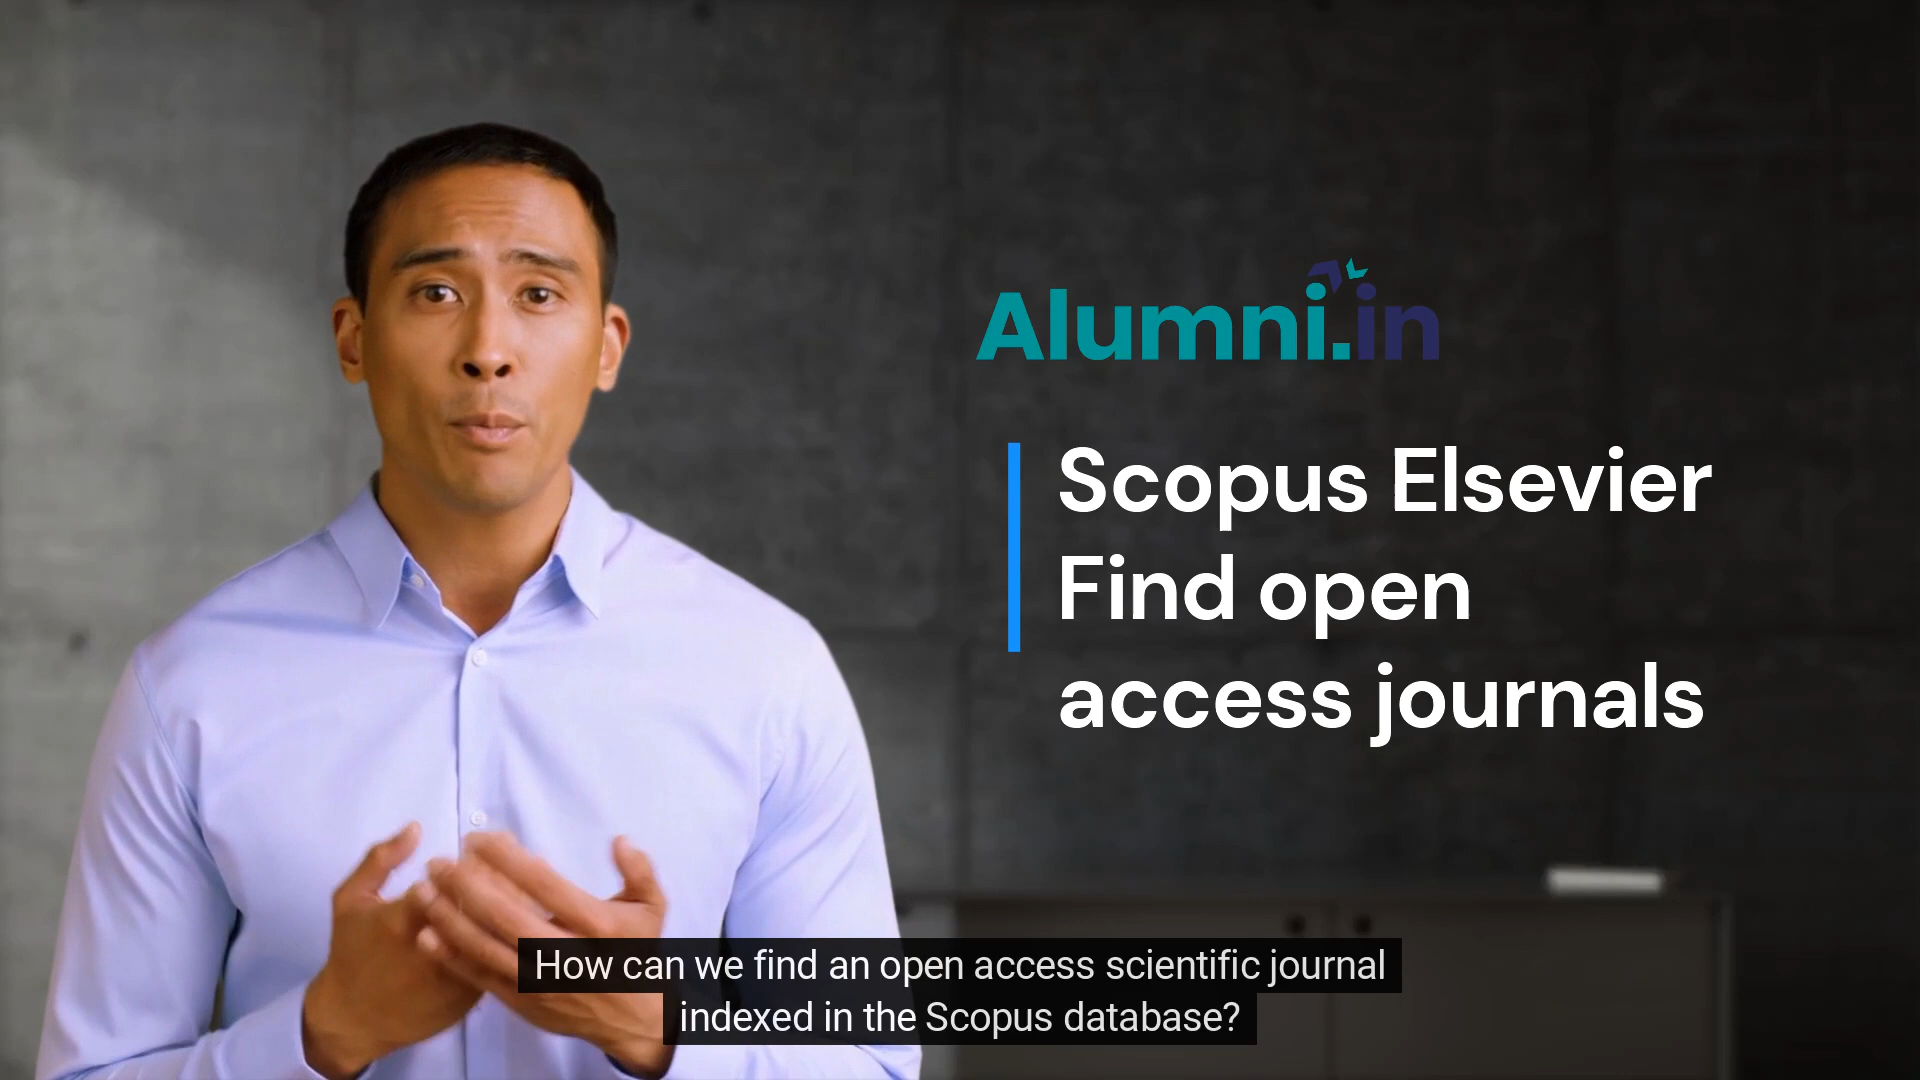 Alumni.in
Scopus Elsevier
Find open
access journals
How can we find an open access scientific journal
indexed in the Scopus database?